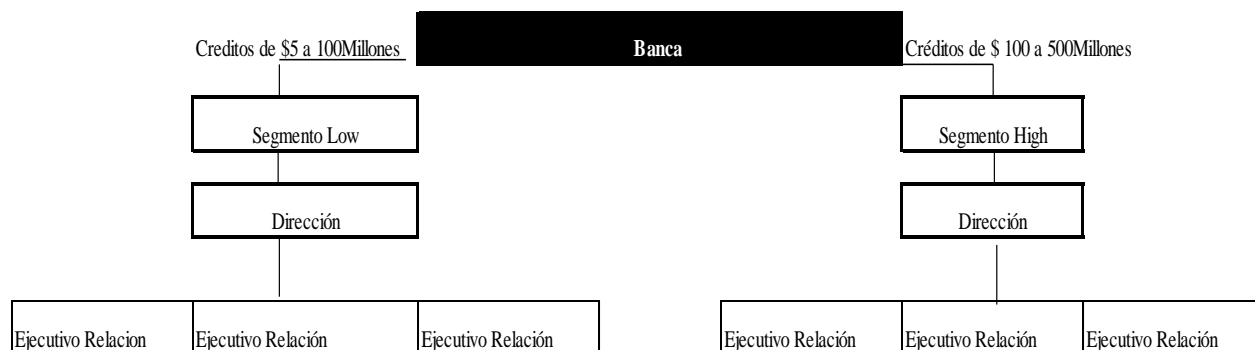 Creditos de $5 a 100Millones Banca Créditos de $ 100 a 500Millones
Segmento Low Segmento High
Dirección Dirección
Ejecutivo Relacion Ejecutivo Relación Ejecutivo Relación Ejecutivo Relación Ejecutivo Relación Ejecutivo Relación